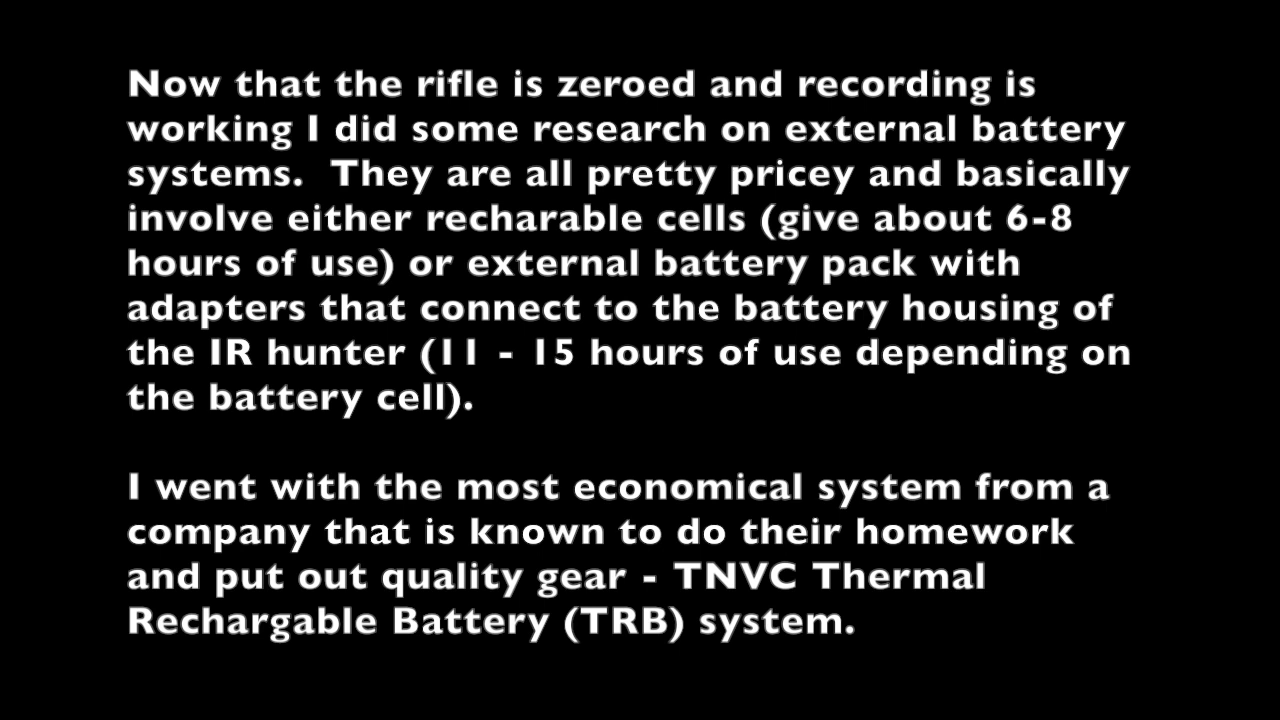 Now that the rifle is zeroed and recording is
working I did some research on external battery
systems.  They are all pretty pricey and basically
involve either recharable cells (give about 6-8
hours of use) or external battery pack with
adapters that connect to the battery housing of
the IR hunter (11 - 15 hours of use depending on
the battery cell).

I went with the most economical system from a
company that is known to do their homework
and put out quality gear - TNVC Thermal
Rechargable Battery (TRB) system.